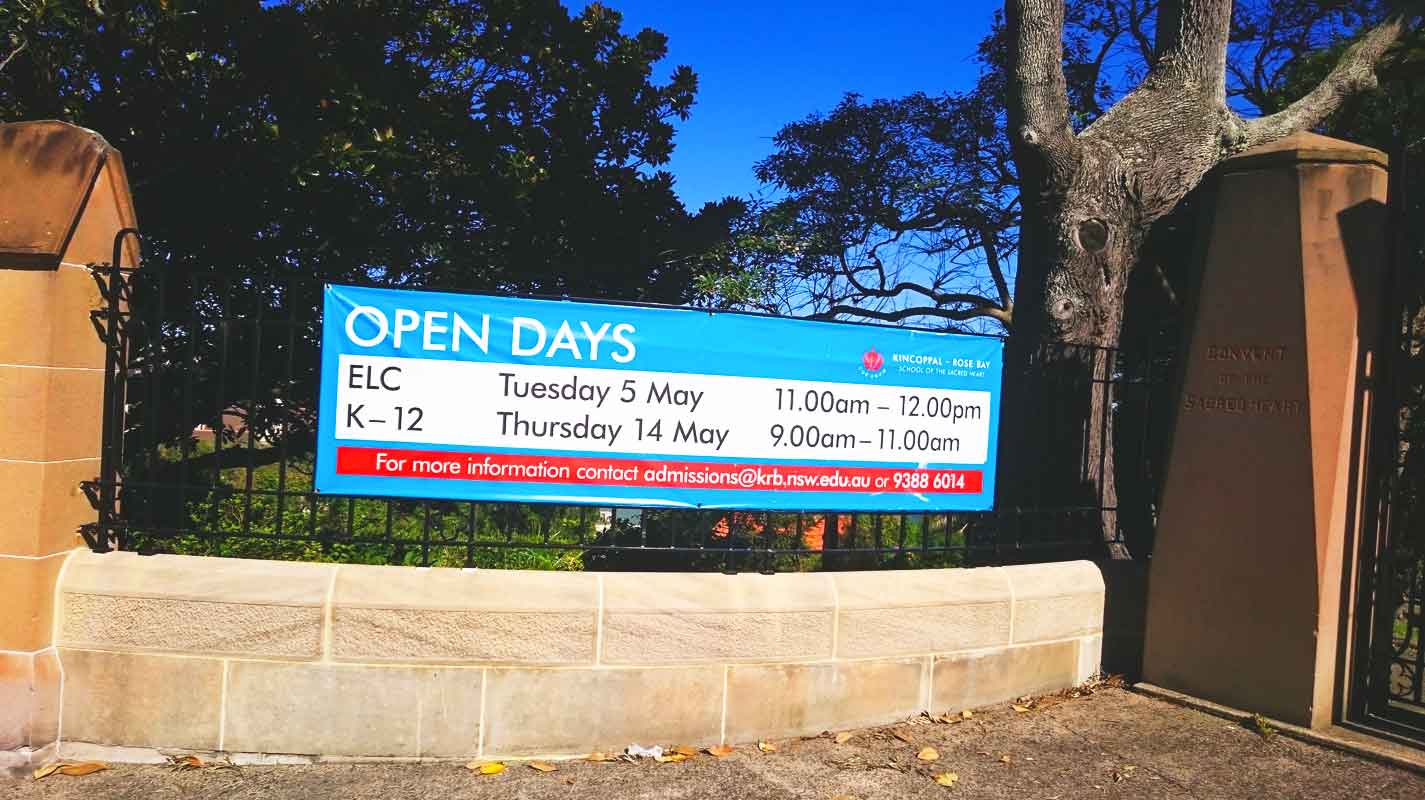 OPEN DAYS
KINCOPPAL - ROSE BAY
SCHOOL OF THE SACRED HEART
ELC Tuesday 5 May 11.00am – 12.00pm
K–12 Thursday 14 May 9.00am–11.00am
For more information contact admissions@krb.nsw.edu.au or 9388 6014
CONVENT
OF THE
SACRED HEART